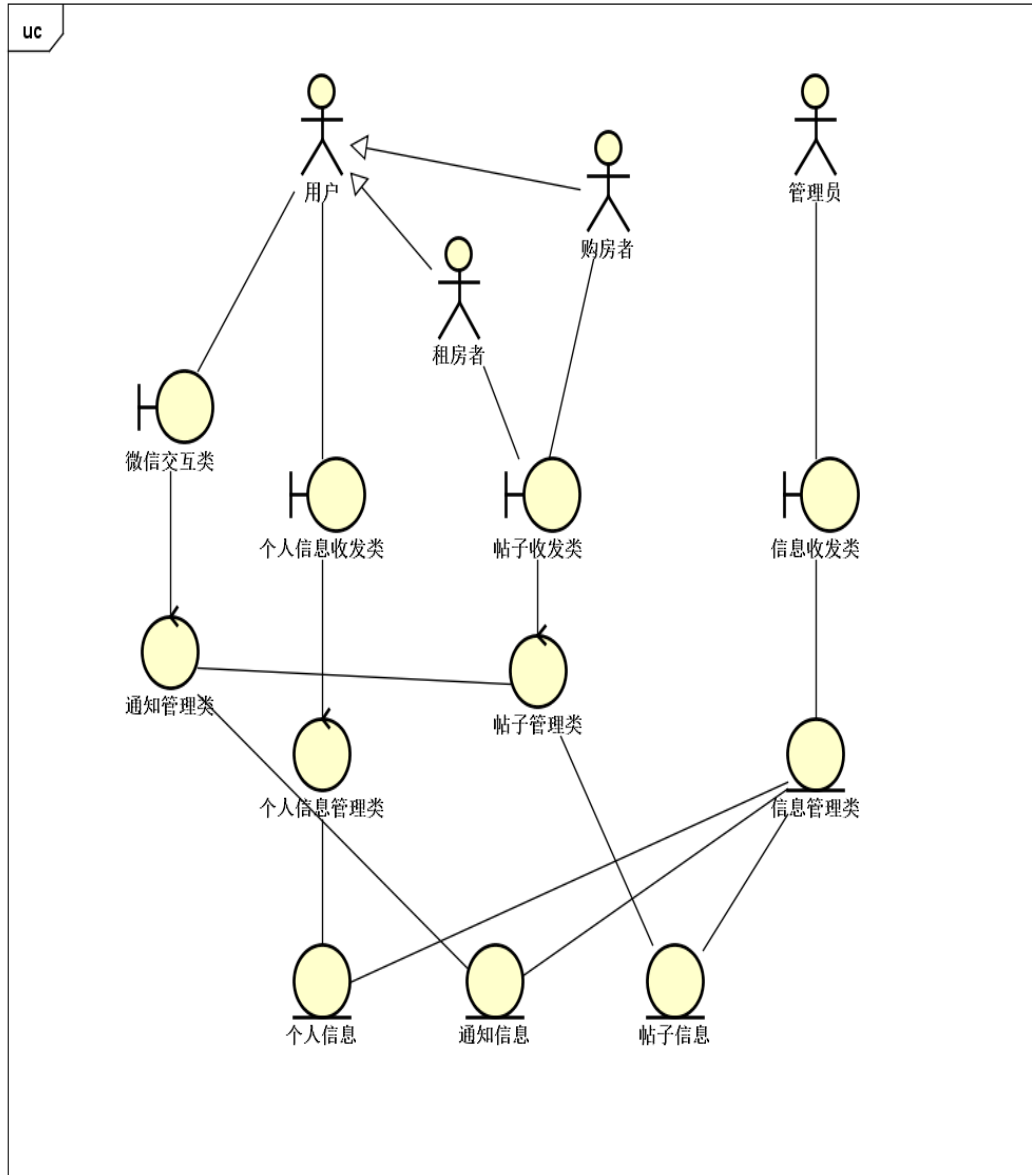 uc
用户
管理员
购房者
租房者
微信交互类
个人信息收发类
帖子收发类
信息收发类
通知管理类
帖子管理类
个人信息管理类
信息管理类
个人信息
通知信息
帖子信息